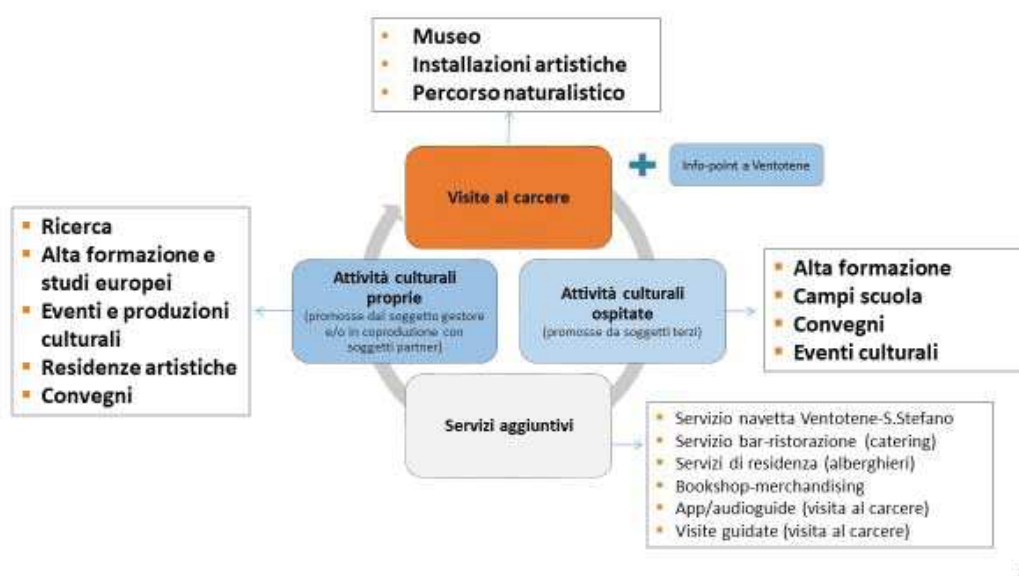 Museo
Installazioni artistiche
Percorso naturalistico
Visite al carcere
Info-point a Ventotene
Ricerca
Alta formazione e
studi europei
Eventi e produzioni
culturali
Residenze artistiche
Convegni
Attività culturali
proprie
(promosse dal soggetto gestore
e/o in coproduzione con
soggetti partner)
Attività culturali
ospitate
(promosse da soggetti terzi)
Alta formazione
Campi scuola
Convegni
Eventi culturali
Servizi aggiuntivi
Servizio navetta Ventotene-S.Stefano
Servizio bar-ristorazione (catering)
Servizi di residenza (alberghieri)
Bookshop-merchandising
App/audioguide (visita al carcere)
Visite guidate (visita al carcere)